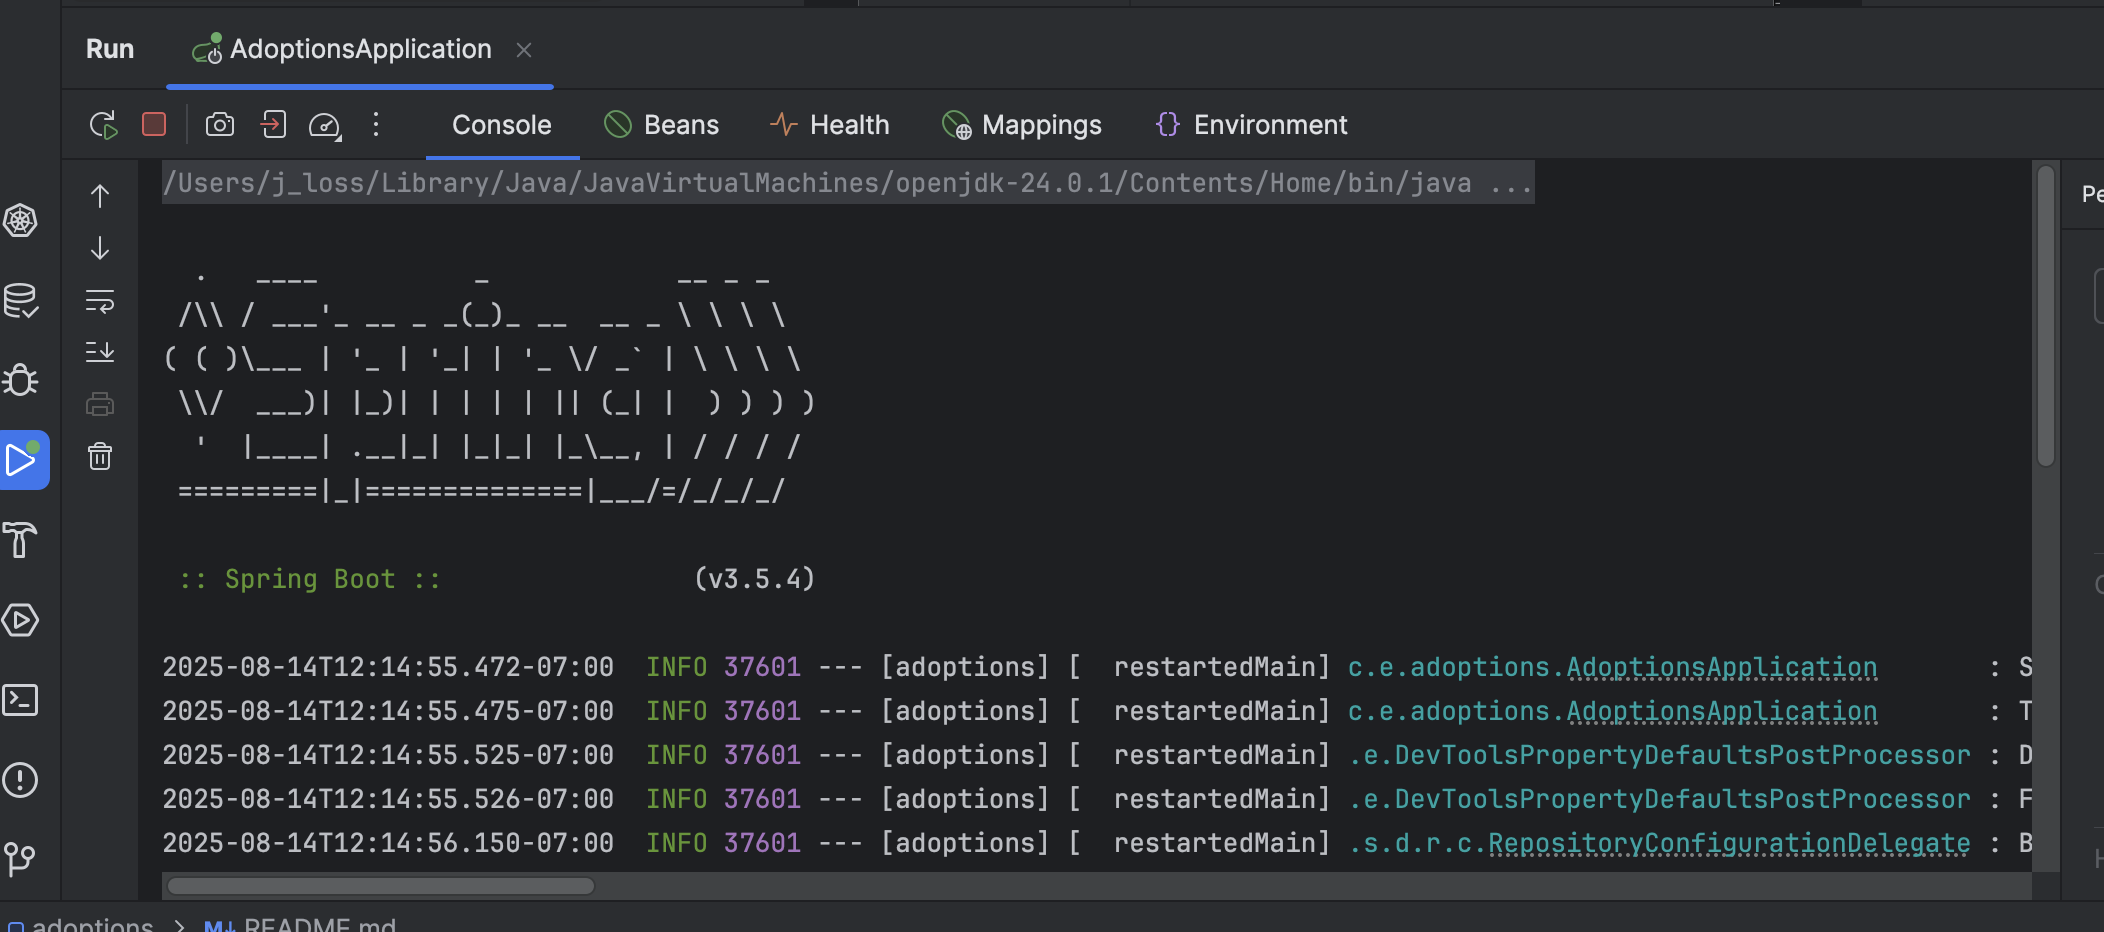 Run AdoptionsApplication
Console Beans Health Mappings Environment
/Users/j_loss/Library/Java/JavaVirtualMachines/openjdk-24.0.1/Contents/Home/bin/java ...
  .   ____          _            __ _ _
 /\\ / ___'_ __ _ _(_)_ __  __ _ \ \ \ \
( ( )\___ | '_ | '_| | '_ \/ _` | \ \ \ \
 \\/  ___)| |_)| | | | | || (_| |  ) ) ) )
  '  |____| .__|_| |_|_| |_\__, | / / / /
 =========|_|==============|___/=/_/_/_/
:: Spring Boot :: (v3.5.4)
2025-08-14T12:14:55.472-07:00 INFO 37601 --- [adoptions] [ restartedMain] c.e.adoptions.AdoptionsApplication : S
2025-08-14T12:14:55.475-07:00 INFO 37601 --- [adoptions] [ restartedMain] c.e.adoptions.AdoptionsApplication : T
2025-08-14T12:14:55.525-07:00 INFO 37601 --- [adoptions] [ restartedMain] .e.DevToolsPropertyDefaultsPostProcessor : D
2025-08-14T12:14:55.526-07:00 INFO 37601 --- [adoptions] [ restartedMain] .e.DevToolsPropertyDefaultsPostProcessor : F
2025-08-14T12:14:56.150-07:00 INFO 37601 --- [adoptions] [ restartedMain] .s.d.r.c.RepositoryConfigurationDelegate : B
Pe
adoptions > M↓ README.md